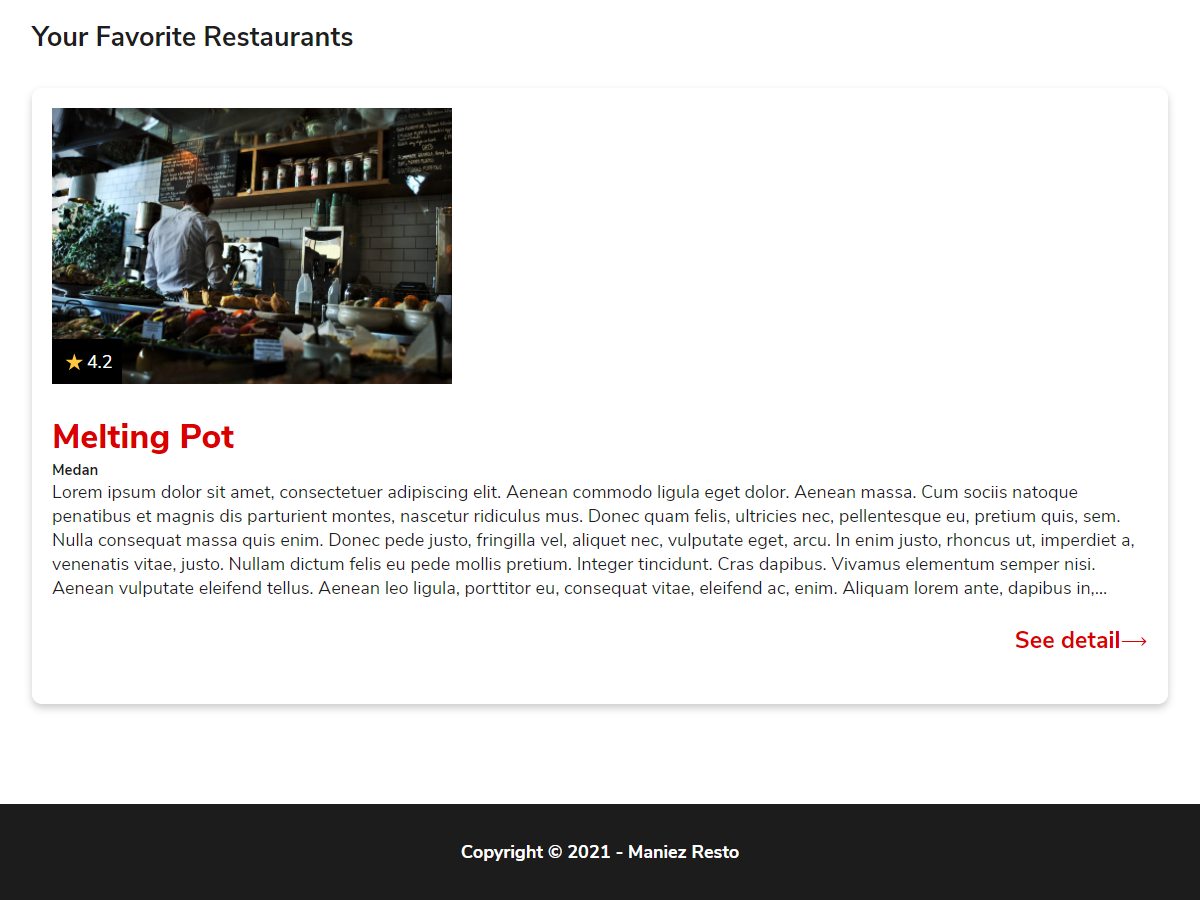 Your Favorite Restaurants
4.2
Melting Pot
Medan
Lorem ipsum dolor sit amet, consectetuer adipiscing elit. Aenean commodo ligula eget dolor. Aenean massa. Cum sociis natoque
penatibus et magnis dis parturient montes, nascetur ridiculus mus. Donec quam felis, ultricies nec, pellentesque eu, pretium quis, sem.
Nulla consequat massa quis enim. Donec pede justo, fringilla vel, aliquet nec, vulputate eget, arcu. In enim justo, rhoncus ut, imperdiet a,
venenatis vitae, justo. Nullam dictum felis eu pede mollis pretium. Integer tincidunt. Cras dapibus. Vivamus elementum semper nisi.
Aenean vulputate eleifend tellus. Aenean leo ligula, porttitor eu, consequat vitae, eleifend ac, enim. Aliquam lorem ante, dapibus in,...
See detail
Copyright © 2021 - Maniez Resto